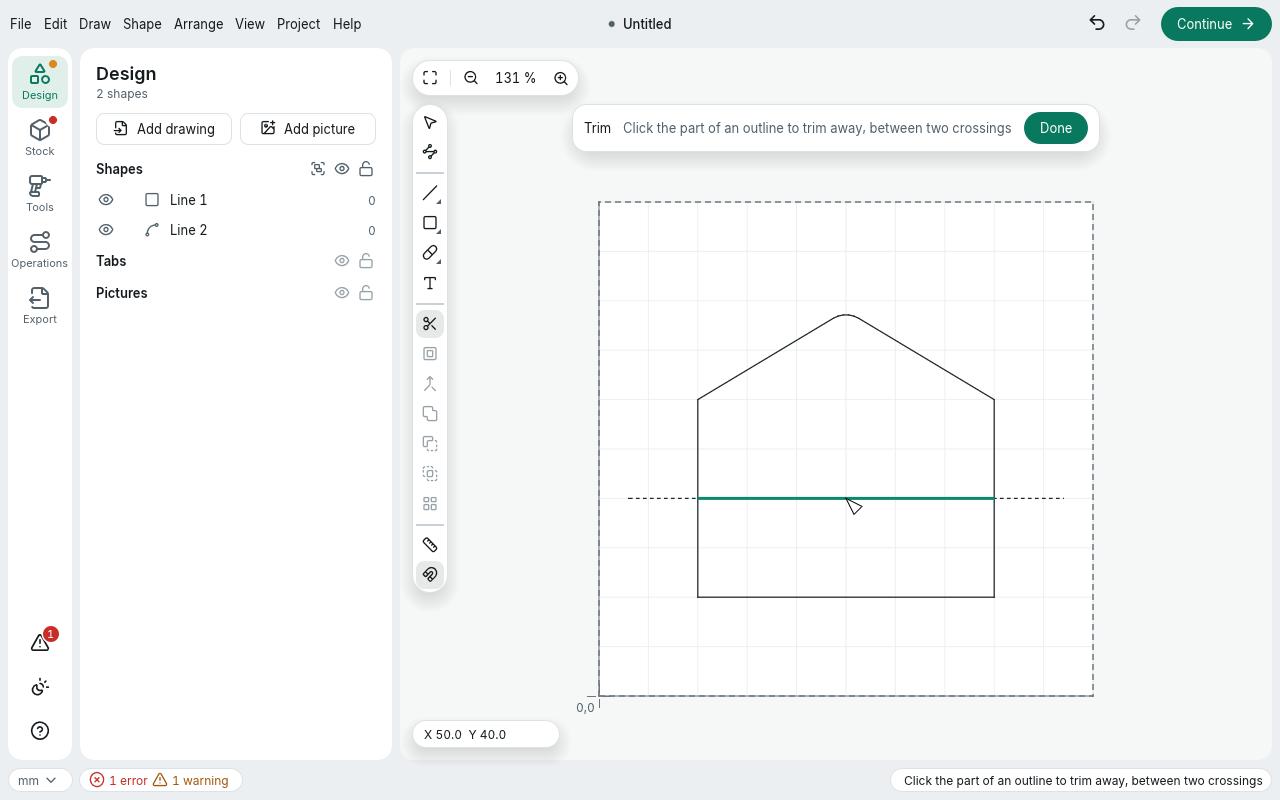 File Edit Draw Shape Arrange View Project Help
Untitled
Continue
Design
Stock
Tools
Operations
Export
1
Design
2 shapes
Add drawing
Add picture
Shapes
Line 1 0
Line 2 0
Tabs
Pictures
131 %
Trim Click the part of an outline to trim away, between two crossings Done
0,0
X 50.0 Y 40.0
mm
1 error 1 warning
Click the part of an outline to trim away, between two crossings